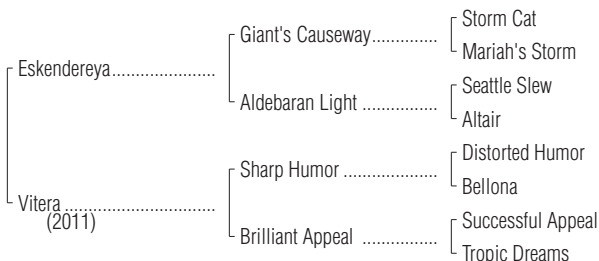 Storm Cat
Giant's Causeway..............
Mariah's Storm
Eskendereya......................
Seattle Slew
Aldebaran Light ................
Altair
Distorted Humor
Sharp Humor ....................
Bellona
Vitera ................................
(2011)
Successful Appeal
Brilliant Appeal ................
Tropic Dreams